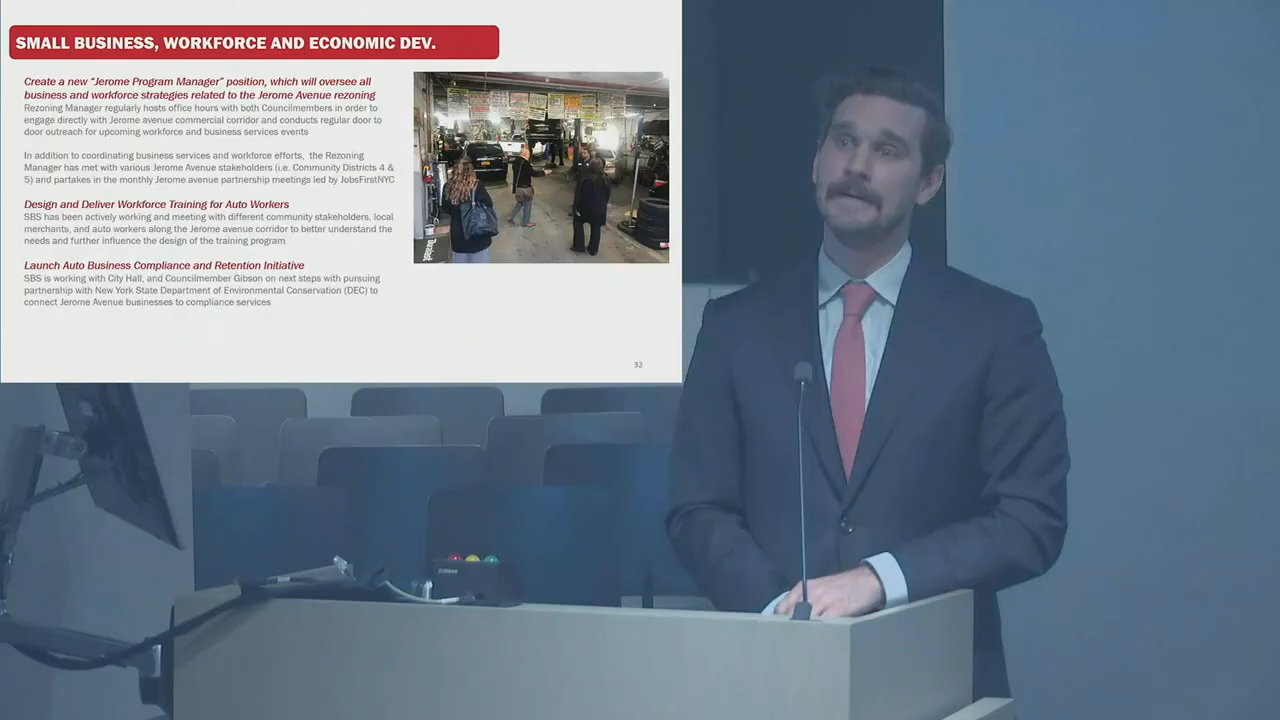 SMALL BUSINESS, WORKFORCE AND ECONOMIC DEV.
Create a new “Jerome Program Manager” position, which will oversee all
business and workforce strategies related to the Jerome Avenue rezoning
Rezoning Manager regularly hosts office hours with both Councilmembers in order to
engage directly with Jerome avenue commercial corridor and conducts regular door to
door outreach for upcoming workforce and business services events
In addition to coordinating business services and workforce efforts, the Rezoning
Manager has met with various Jerome Avenue stakeholders (i.e. Community Districts 4 &
5) and partakes in the monthly Jerome avenue partnership meetings led by JobsFirstNYC
Design and Deliver Workforce Training for Auto Workers
SBS has been actively working and meeting with different community stakeholders, local
merchants, and auto workers along the Jerome avenue corridor to better understand the
needs and further influence the design of the training program
Launch Auto Business Compliance and Retention Initiative
SBS is working with City Hall, and Councilmember Gibson on next steps with pursuing
partnership with New York State Department of Environmental Conservation (DEC) to
connect Jerome Avenue businesses to compliance services
32